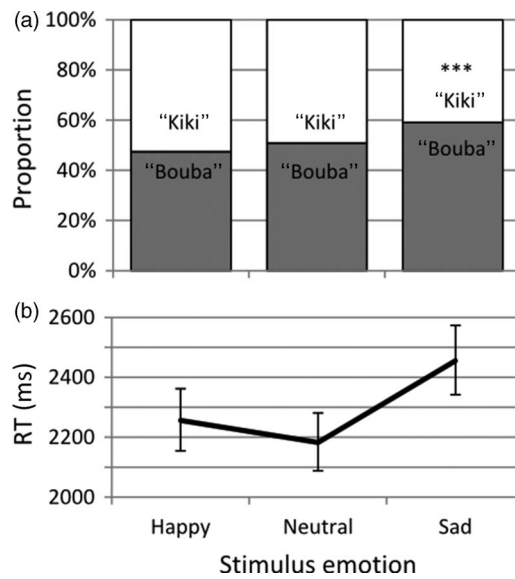 (a)
100%
80%
60%
40%
20%
0%
Proportion
"Kiki"
"Bouba"
"Kiki"
"Bouba"
***
"Kiki"
"Bouba"
(b)
2600
2400
2200
2000
RT (ms)
Happy
Neutral
Sad
Stimulus emotion